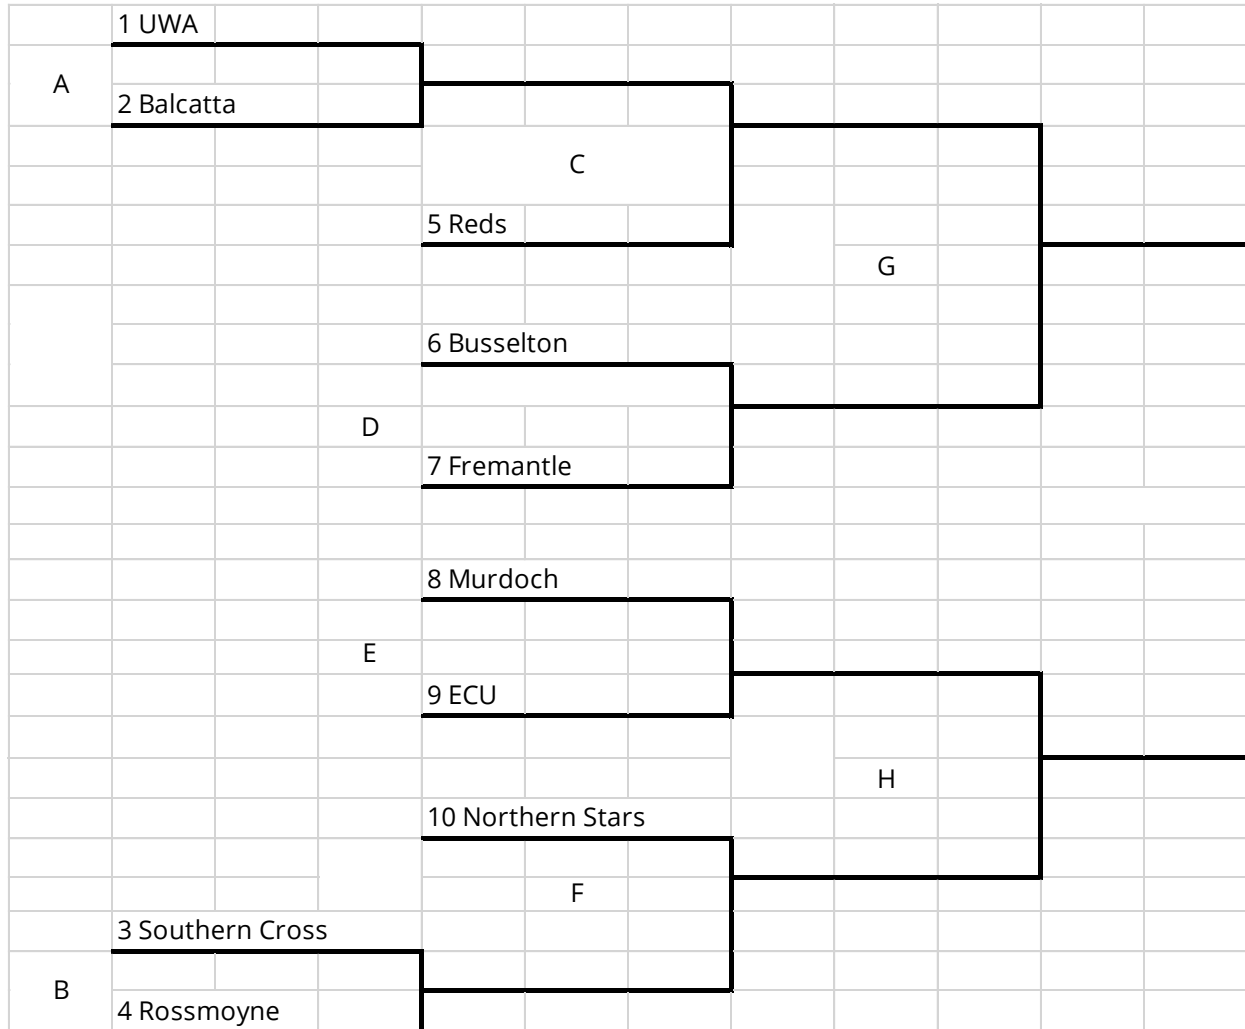 1 UWA
A
2 Balcatta
C
5 Reds
G
6 Busselton
D
7 Fremantle
8 Murdoch
E
9 ECU
H
10 Northern Stars
F
3 Southern Cross
B
4 Rossmoyne